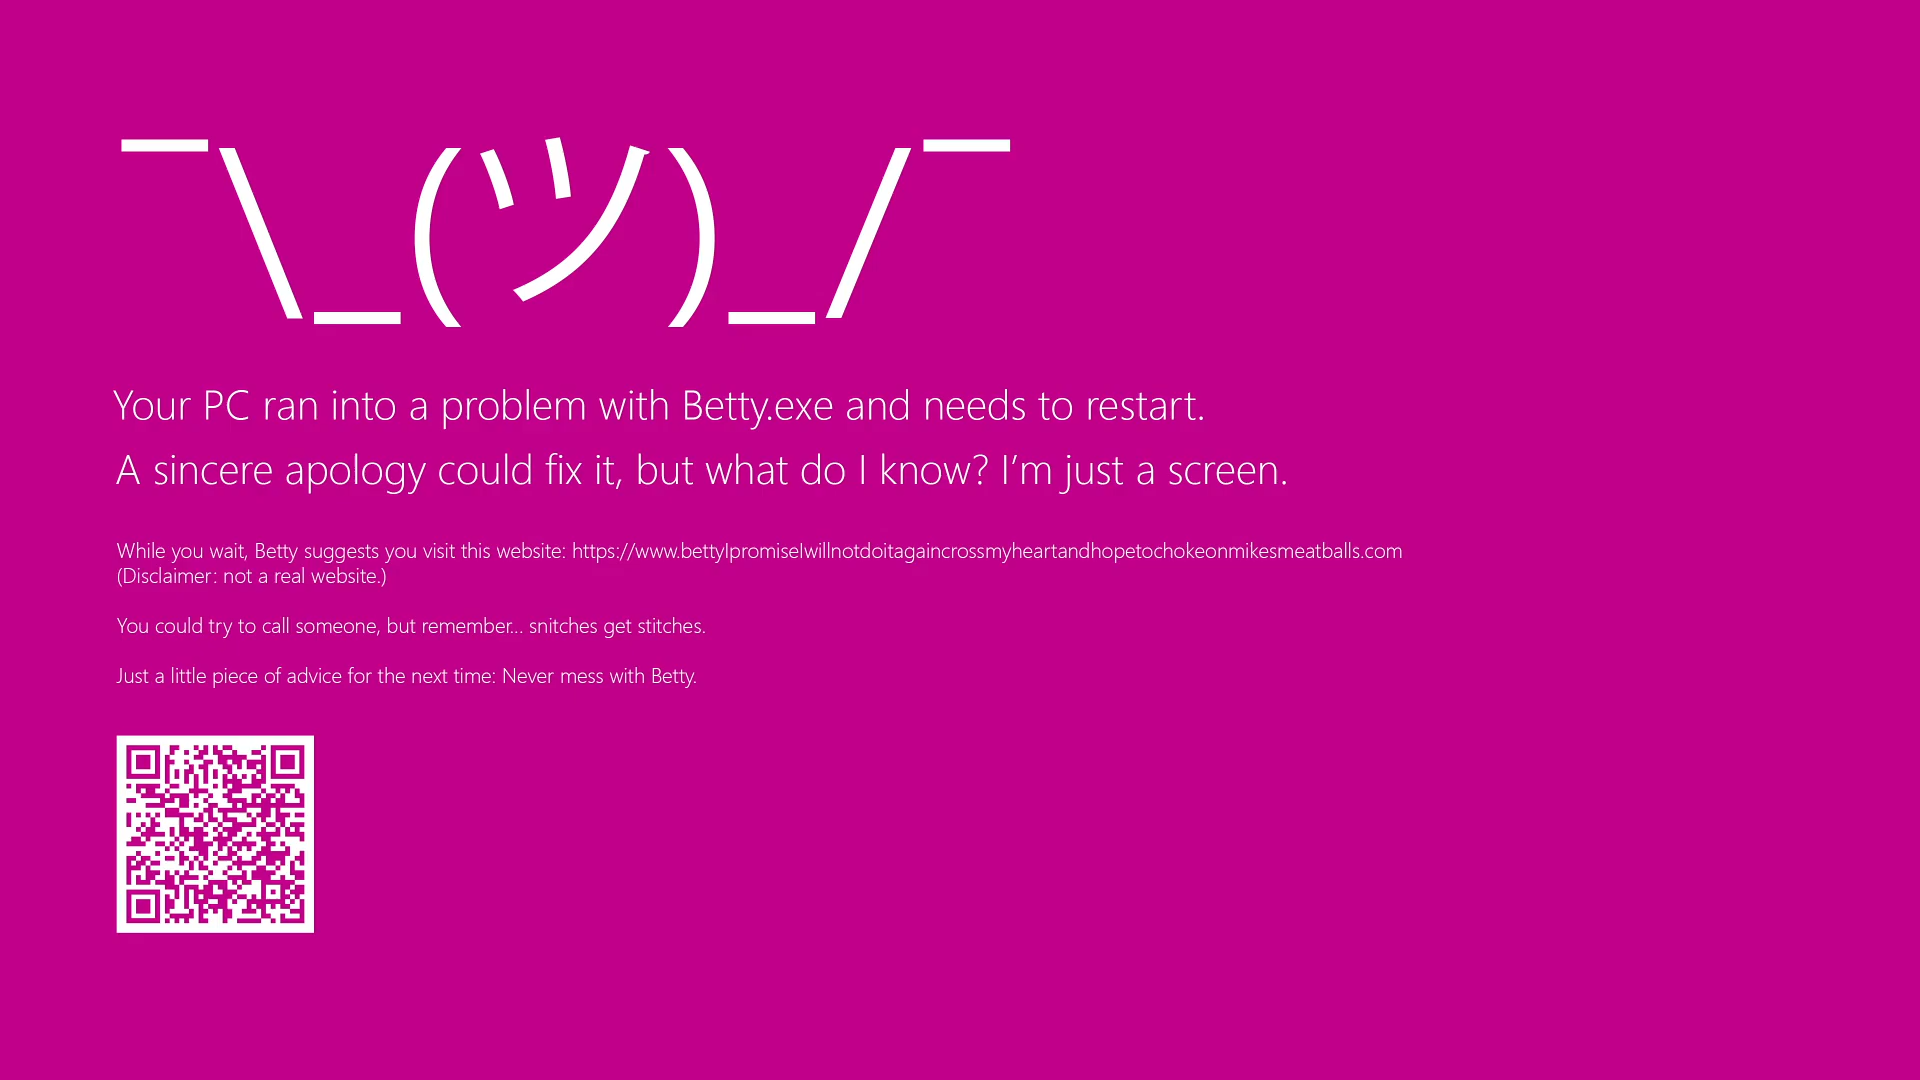 ¯\_(ツ)_/¯
Your PC ran into a problem with Betty.exe and needs to restart.
A sincere apology could fix it, but what do I know? I’m just a screen.
While you wait, Betty suggests you visit this website: https://www.bettyIpromiseIwillnotdoitagaincrossmyheartandhopetochokeonmikesmeatballs.com
(Disclaimer: not a real website.)
You could try to call someone, but remember... snitches get stitches.
Just a little piece of advice for the next time: Never mess with Betty.